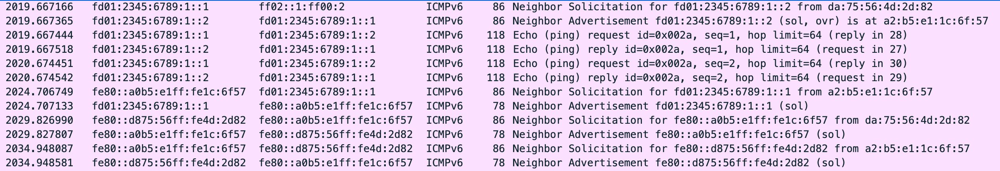 2019.667166 fd01:2345:6789:1::1 ff02::1:ff00:2 ICMPv6 86 Neighbor Solicitation for fd01:2345:6789:1::2 from da:75:56:4d:2d:82
2019.667365 fd01:2345:6789:1::2 fd01:2345:6789:1::1 ICMPv6 86 Neighbor Advertisement fd01:2345:6789:1::2 (sol, ovr) is at a2:b5:e1:1c:6f:57
2019.667444 fd01:2345:6789:1::1 fd01:2345:6789:1::2 ICMPv6 118 Echo (ping) request id=0x002a, seq=1, hop limit=64 (reply in 28)
2019.667518 fd01:2345:6789:1::2 fd01:2345:6789:1::1 ICMPv6 118 Echo (ping) reply id=0x002a, seq=1, hop limit=64 (request in 27)
2020.674451 fd01:2345:6789:1::1 fd01:2345:6789:1::2 ICMPv6 118 Echo (ping) request id=0x002a, seq=2, hop limit=64 (reply in 30)
2020.674542 fd01:2345:6789:1::2 fd01:2345:6789:1::1 ICMPv6 118 Echo (ping) reply id=0x002a, seq=2, hop limit=64 (request in 29)
2024.706749 fe80::a0b5:e1ff:fe1c:6f57 fd01:2345:6789:1::1 ICMPv6 86 Neighbor Solicitation for fd01:2345:6789:1::1 from a2:b5:e1:1c:6f:57
2024.707133 fd01:2345:6789:1::1 fe80::a0b5:e1ff:fe1c:6f57 ICMPv6 78 Neighbor Advertisement fd01:2345:6789:1::1 (sol)
2029.826990 fe80::d875:56ff:fe4d:2d82 fe80::a0b5:e1ff:fe1c:6f57 ICMPv6 86 Neighbor Solicitation for fe80::a0b5:e1ff:fe1c:6f57 from da:75:56:4d:2d:82
2029.827807 fe80::a0b5:e1ff:fe1c:6f57 fe80::d875:56ff:fe4d:2d82 ICMPv6 78 Neighbor Advertisement fe80::a0b5:e1ff:fe1c:6f57 (sol)
2034.948087 fe80::a0b5:e1ff:fe1c:6f57 fe80::d875:56ff:fe4d:2d82 ICMPv6 86 Neighbor Solicitation for fe80::d875:56ff:fe4d:2d82 from a2:b5:e1:1c:6f:57
2034.948581 fe80::d875:56ff:fe4d:2d82 fe80::a0b5:e1ff:fe1c:6f57 ICMPv6 78 Neighbor Advertisement fe80::d875:56ff:fe4d:2d82 (sol)